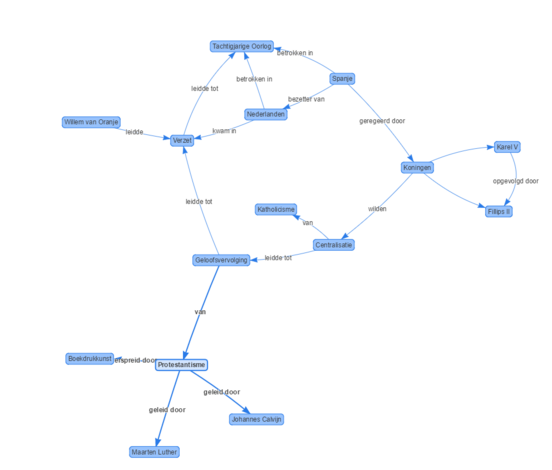 Tachtigjarige Oorlog
betrokken in
betrokken in
Spanje
leidde tot
bezetter van
Nederlanden
Willem van Oranje
leidde
kwam in
Verzet
geregeerd door
Karel V
Koningen
opgevolgd door
leidde tot
Katholicisme
wilden
Filips II
van
Centralisatie
Geloofsvervolging
leidde tot
van
Boekdrukkunst
erspreid door
Protestantisme
geleid door
geleid door
Johannes Calvijn
Maarten Luther